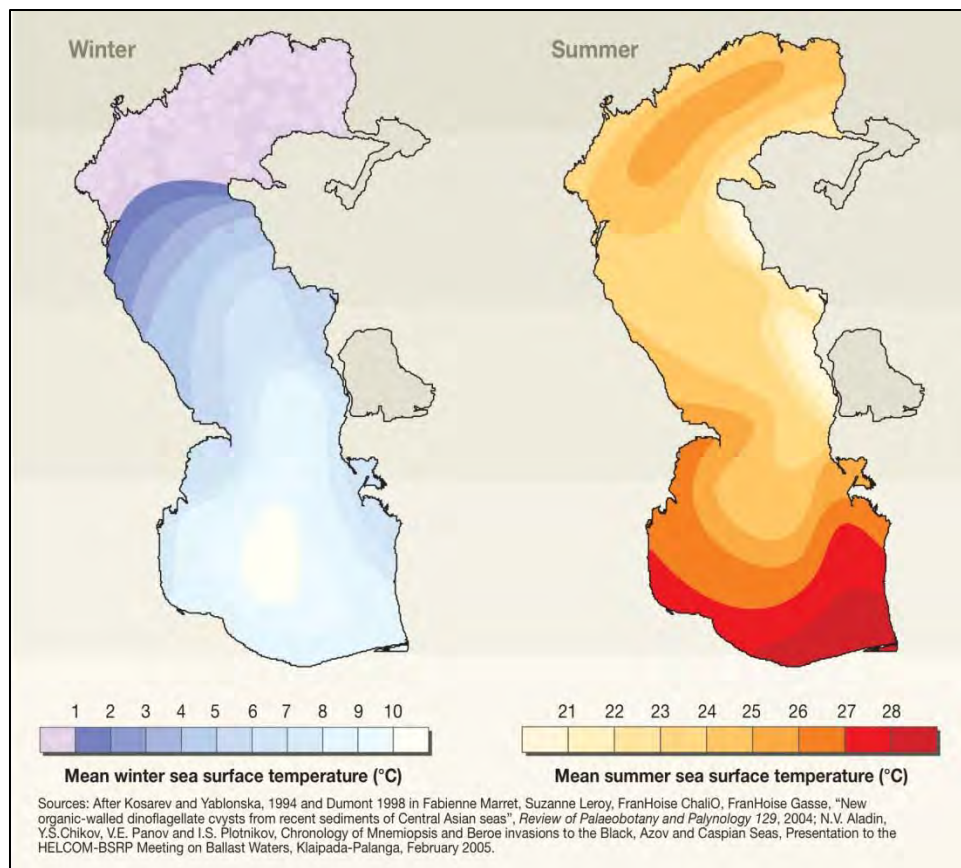 Winter
Summer
1 2 3 4 5 6 7 8 9 10
Mean winter sea surface temperature (°C)
21 22 23 24 25 26 27 28
Mean summer sea surface temperature (°C)
Sources: After Kosarev and Yablonska, 1994 and Dumont 1998 in Fabienne Marret, Suzanne Leroy, FranHoise ChaliO, FranHoise Gasse, “New
organic-walled dinoflagellate cvysts from recent sediments of Central Asian seas”, Review of Palaeobotany and Palynology 129, 2004; N.V. Aladin,
Y.S.Chikov, V.E. Panov and I.S. Plotnikov, Chronology of Mnemiopsis and Beroe invasions to the Black, Azov and Caspian Seas, Presentation to the
HELCOM-BSRP Meeting on Ballast Waters, Klaipada-Palanga, February 2005.